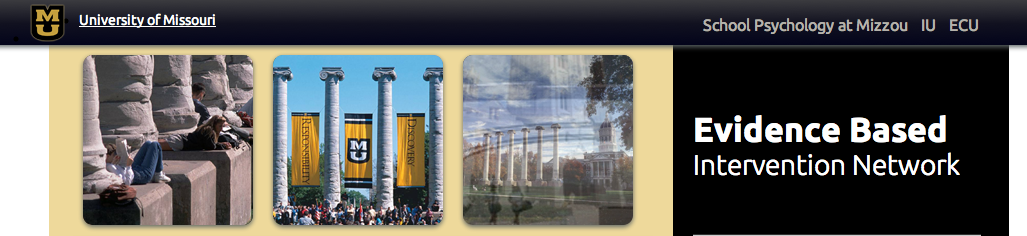 MU
University of Missouri
School Psychology at Mizzou IU ECU
RESPONSIBILITY
MU
DISCOVERY
Evidence Based
Intervention Network